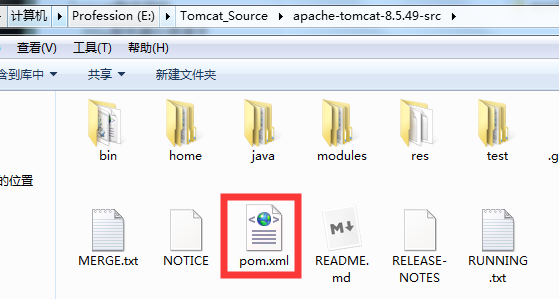 计算机 Profession (E:) Tomcat_Source apache-tomcat-8.5.49-src
查看(V) 工具(T) 帮助(H)
含到库中 共享 新建文件夹
bin home java modules res test .g
的位置
MERGE.txt NOTICE pom.xml README. RELEASE- RUNNING
md NOTES .txt